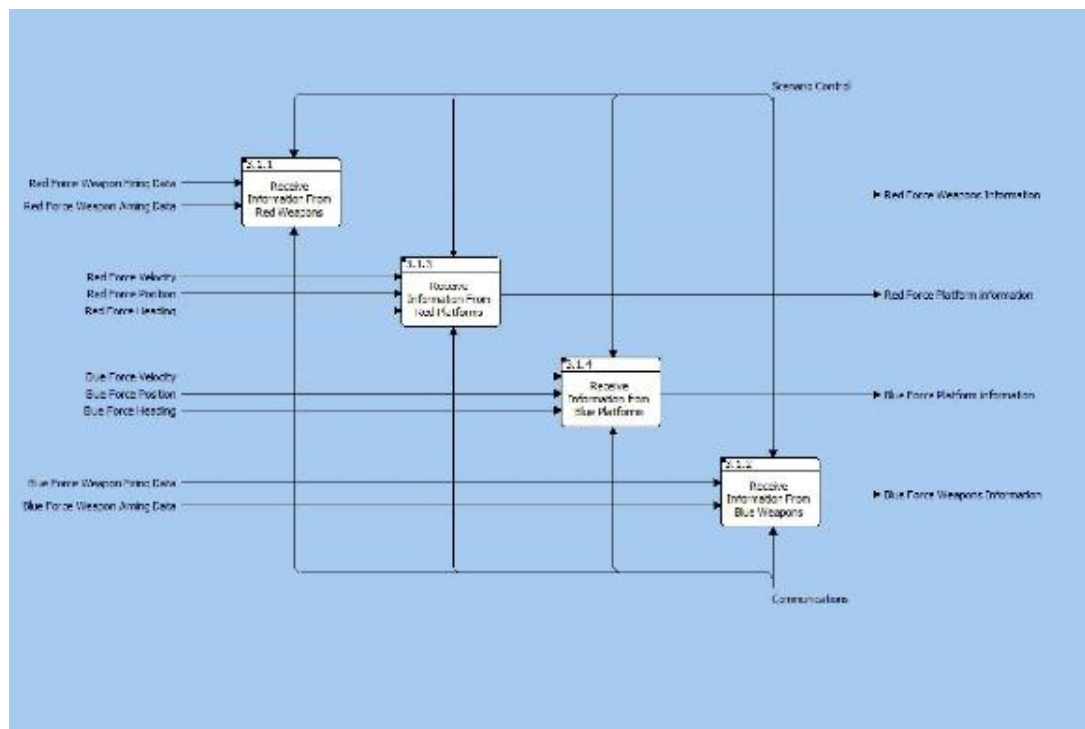 Scenario Control
3.1.1
Receive
Information From
Red Weapons
Red Force Weapon Firing Data
Red Force Weapon Aiming Data
Red Force Weapons Information
3.1.3
Receive
Information From
Red Platforms
Red Force Velocity
Red Force Position
Red Force Heading
Red Force Platform Information
3.1.4
Receive
Information from
Blue Platforms
Blue Force Velocity
Blue Force Position
Blue Force Heading
Blue Force Platform Information
3.1.2
Receive
Information From
Blue Weapons
Blue Force Weapon Firing Data
Blue Force Weapon Aiming Data
Blue Force Weapons Information
Communications